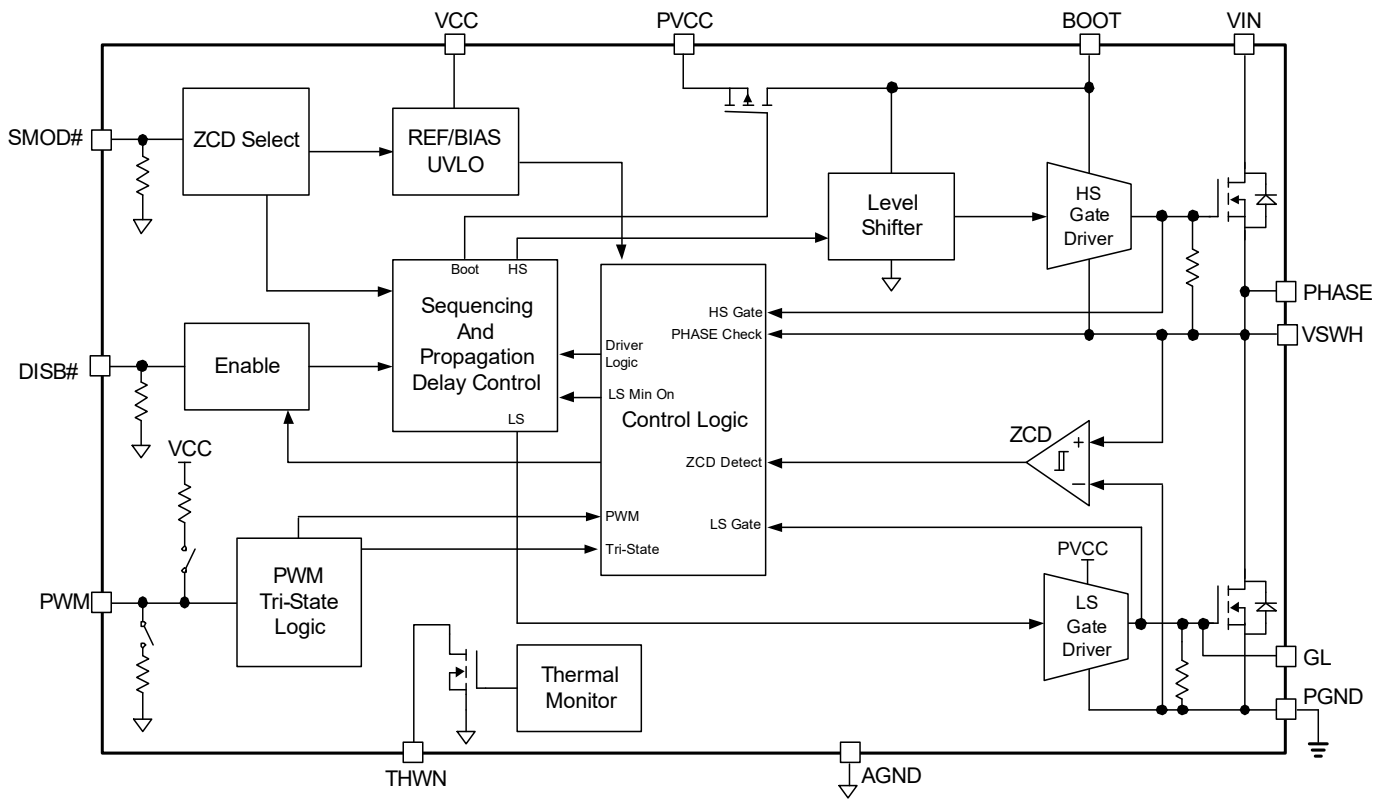 VCC
PVCC
BOOT
VIN
SMOD#
ZCD Select
REF/BIAS
UVLO
Level
Shifter
HS
Gate
Driver
Boot
HS
Sequencing
And
Propagation
Delay Control
LS
HS Gate
PHASE Check
Driver
Logic
LS Min On
Control Logic
ZCD Detect
LS Gate
PWM
Tri-State
PHASE
VSWH
DISB#
Enable
VCC
ZCD
+
−
PWM
PWM
Tri-State
Logic
PVCC
LS
Gate
Driver
GL
PGND
Thermal
Monitor
THWN
AGND